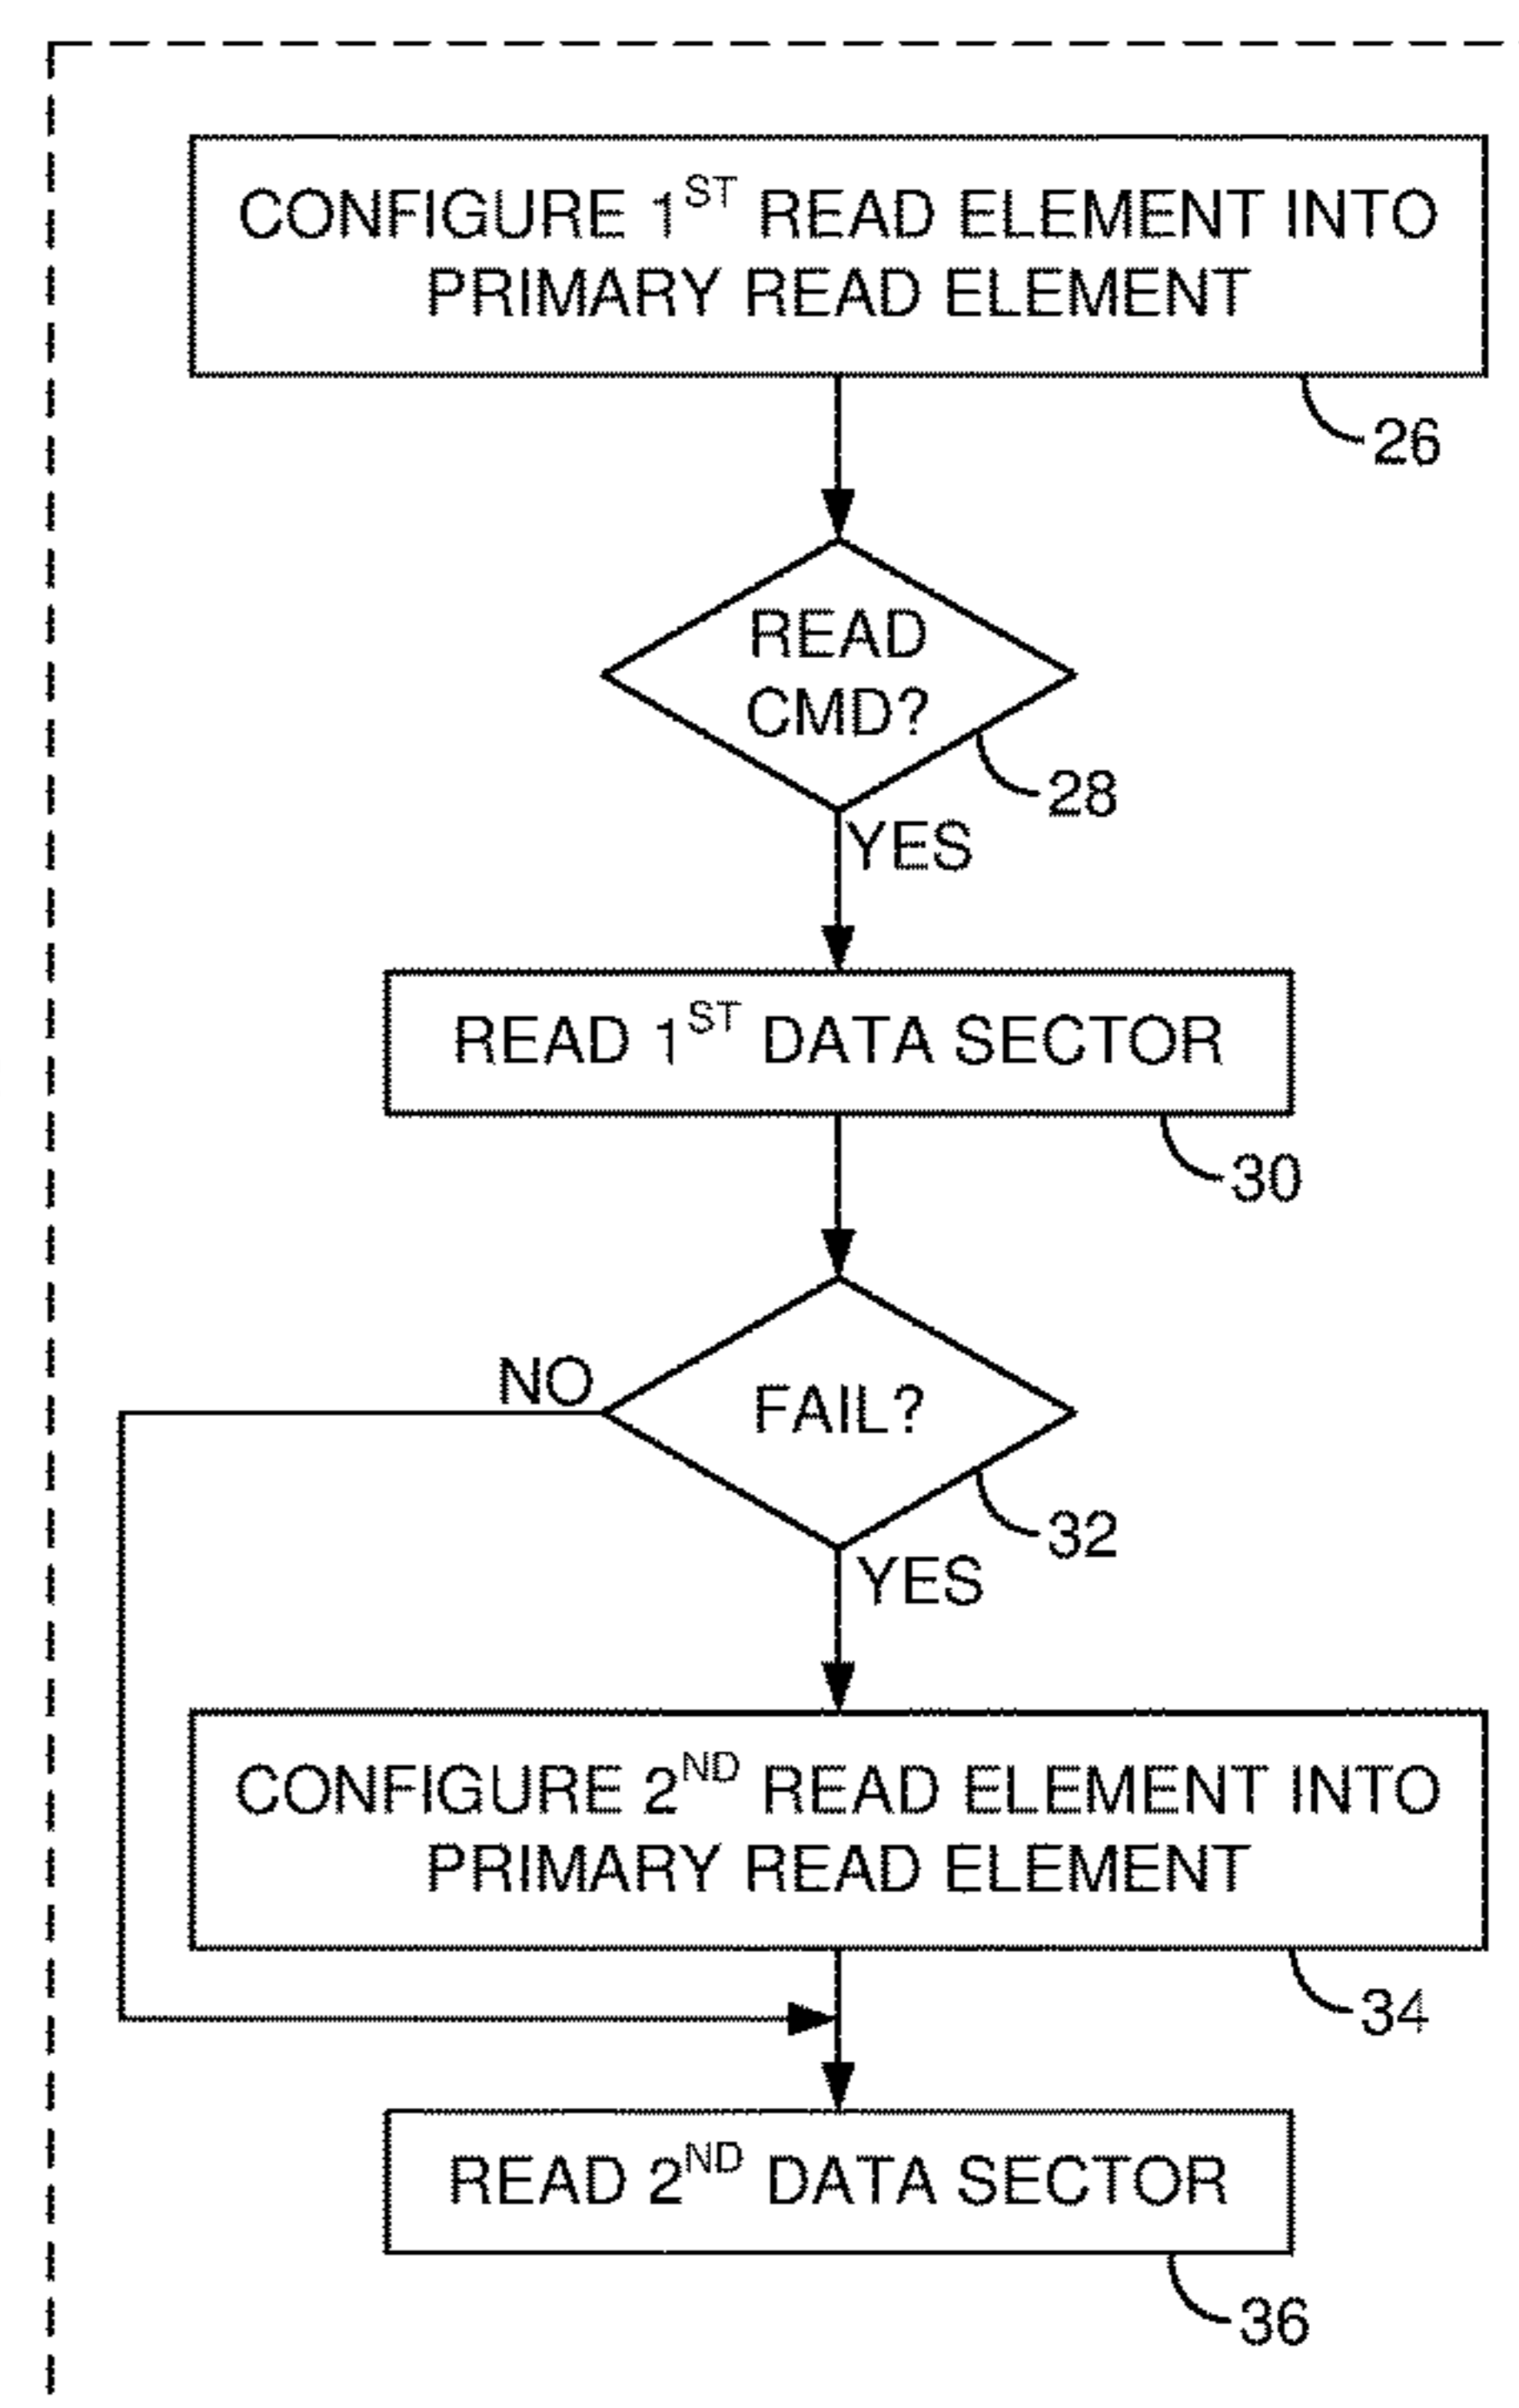 CONFIGURE 1ST READ ELEMENT INTO
PRIMARY READ ELEMENT
26
READ
CMD?
28
YES
READ 1ST DATA SECTOR
30
NO
FAIL?
32
YES
CONFIGURE 2ND READ ELEMENT INTO
PRIMARY READ ELEMENT
34
READ 2ND DATA SECTOR
36